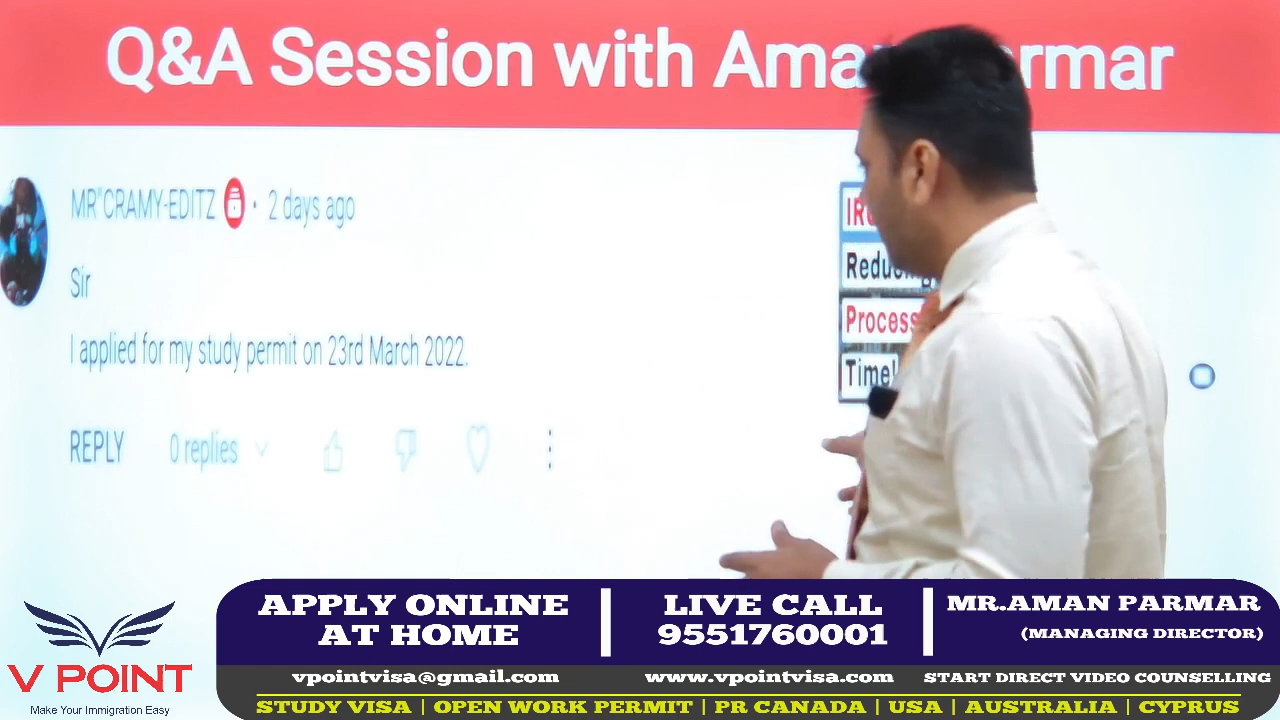 Q&A Session with Ama rmar
MR"CRAMY-EDITZ · 2 days ago
Sir
I applied for my study permit on 23rd March 2022.
REPLY 0 replies
Process
Time!
APPLY ONLINE
AT HOME
LIVE CALL
9551760001
MR.AMAN PARMAR
(MANAGING DIRECTOR)
V POINT
Make Your Immigration Easy
vpointvisa@gmail.com
www.vpointvisa.com
START DIRECT VIDEO COUNSELLING
STUDY VISA | OPEN WORK PERMIT | PR CANADA | USA | AUSTRALIA | CYPRUS